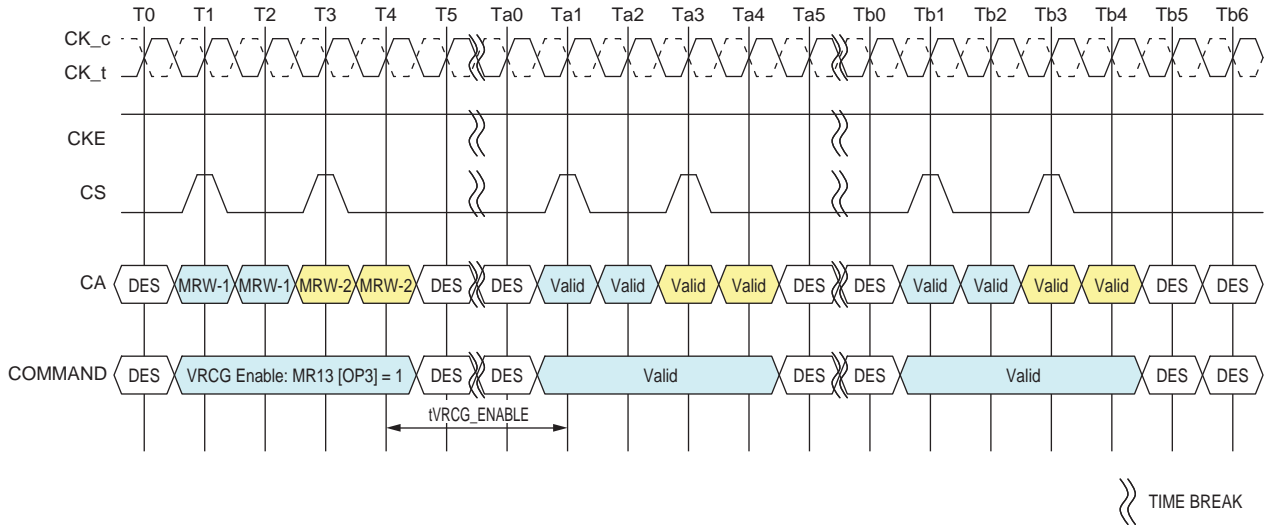 T0 T1 T2 T3 T4 T5 Ta0 Ta1 Ta2 Ta3 Ta4 Ta5 Tb0 Tb1 Tb2 Tb3 Tb4 Tb5 Tb6
CK_c
CK_t
CKE
CS
CA DES MRW-1 MRW-1 MRW-2 MRW-2 DES DES Valid Valid Valid Valid DES DES Valid Valid Valid Valid DES DES
COMMAND DES VRCG Enable: MR13 [OP3] = 1 DES DES Valid DES DES Valid DES DES
tVRCG_ENABLE
TIME BREAK